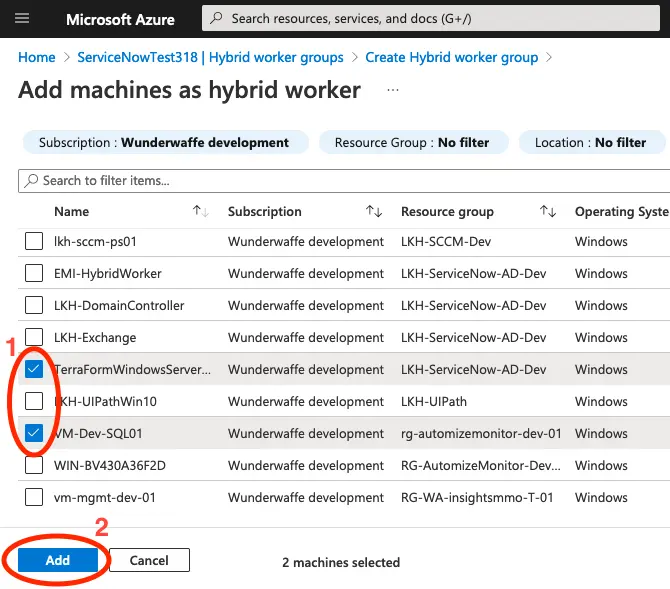 Microsoft Azure
Search resources, services, and docs (G+/)
Home > ServiceNowTest318 | Hybrid worker groups > Create Hybrid worker group >
Add machines as hybrid worker ...
Subscription : Wunderwaffe development Resource Group : No filter Location : No filter
Search to filter items...
Name Subscription Resource group Operating Syste
lkh-sccm-ps01 Wunderwaffe development LKH-SCCM-Dev Windows
EMI-HybridWorker Wunderwaffe development LKH-ServiceNow-AD-Dev Windows
LKH-DomainController Wunderwaffe development LKH-ServiceNow-AD-Dev Windows
LKH-Exchange Wunderwaffe development LKH-ServiceNow-AD-Dev Windows
1
TerraFormWindowsServer... Wunderwaffe development LKH-ServiceNow-AD-Dev Windows
LKH-UIPathWin10 Wunderwaffe development LKH-UIPath Windows
VM-Dev-SQL01 Wunderwaffe development rg-automizemonitor-dev-01 Windows
WIN-BV430A36F2D Wunderwaffe development RG-AutomizeMonitor-Dev... Windows
vm-mgmt-dev-01 Wunderwaffe development RG-WA-insightsmmo-T-01 Windows
2
Add Cancel 2 machines selected